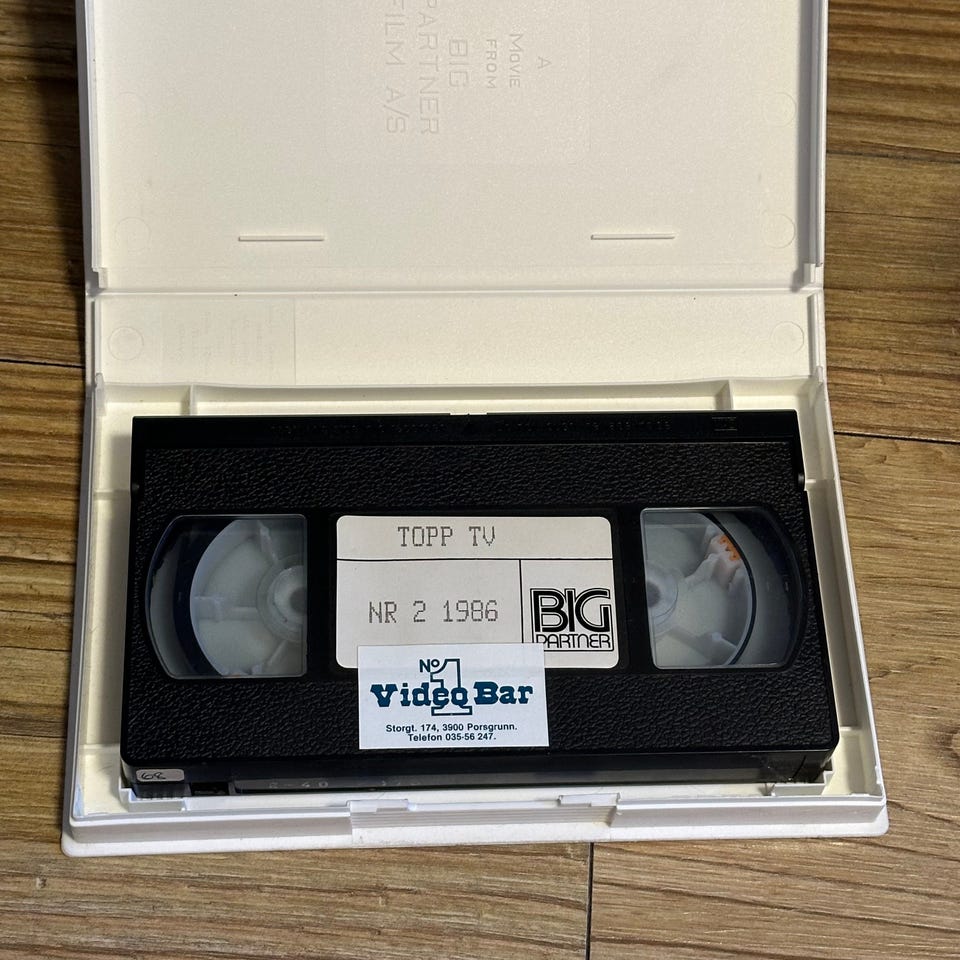 A
MOVIE
FROM
BIG
PARTNER
FILM A/S
TOPP TV
NR 2 1986
BIG
PARTNER
No 1
Video Bar
Storgt. 174, 3900 Porsgrunn.
Telefon 035-56 247.